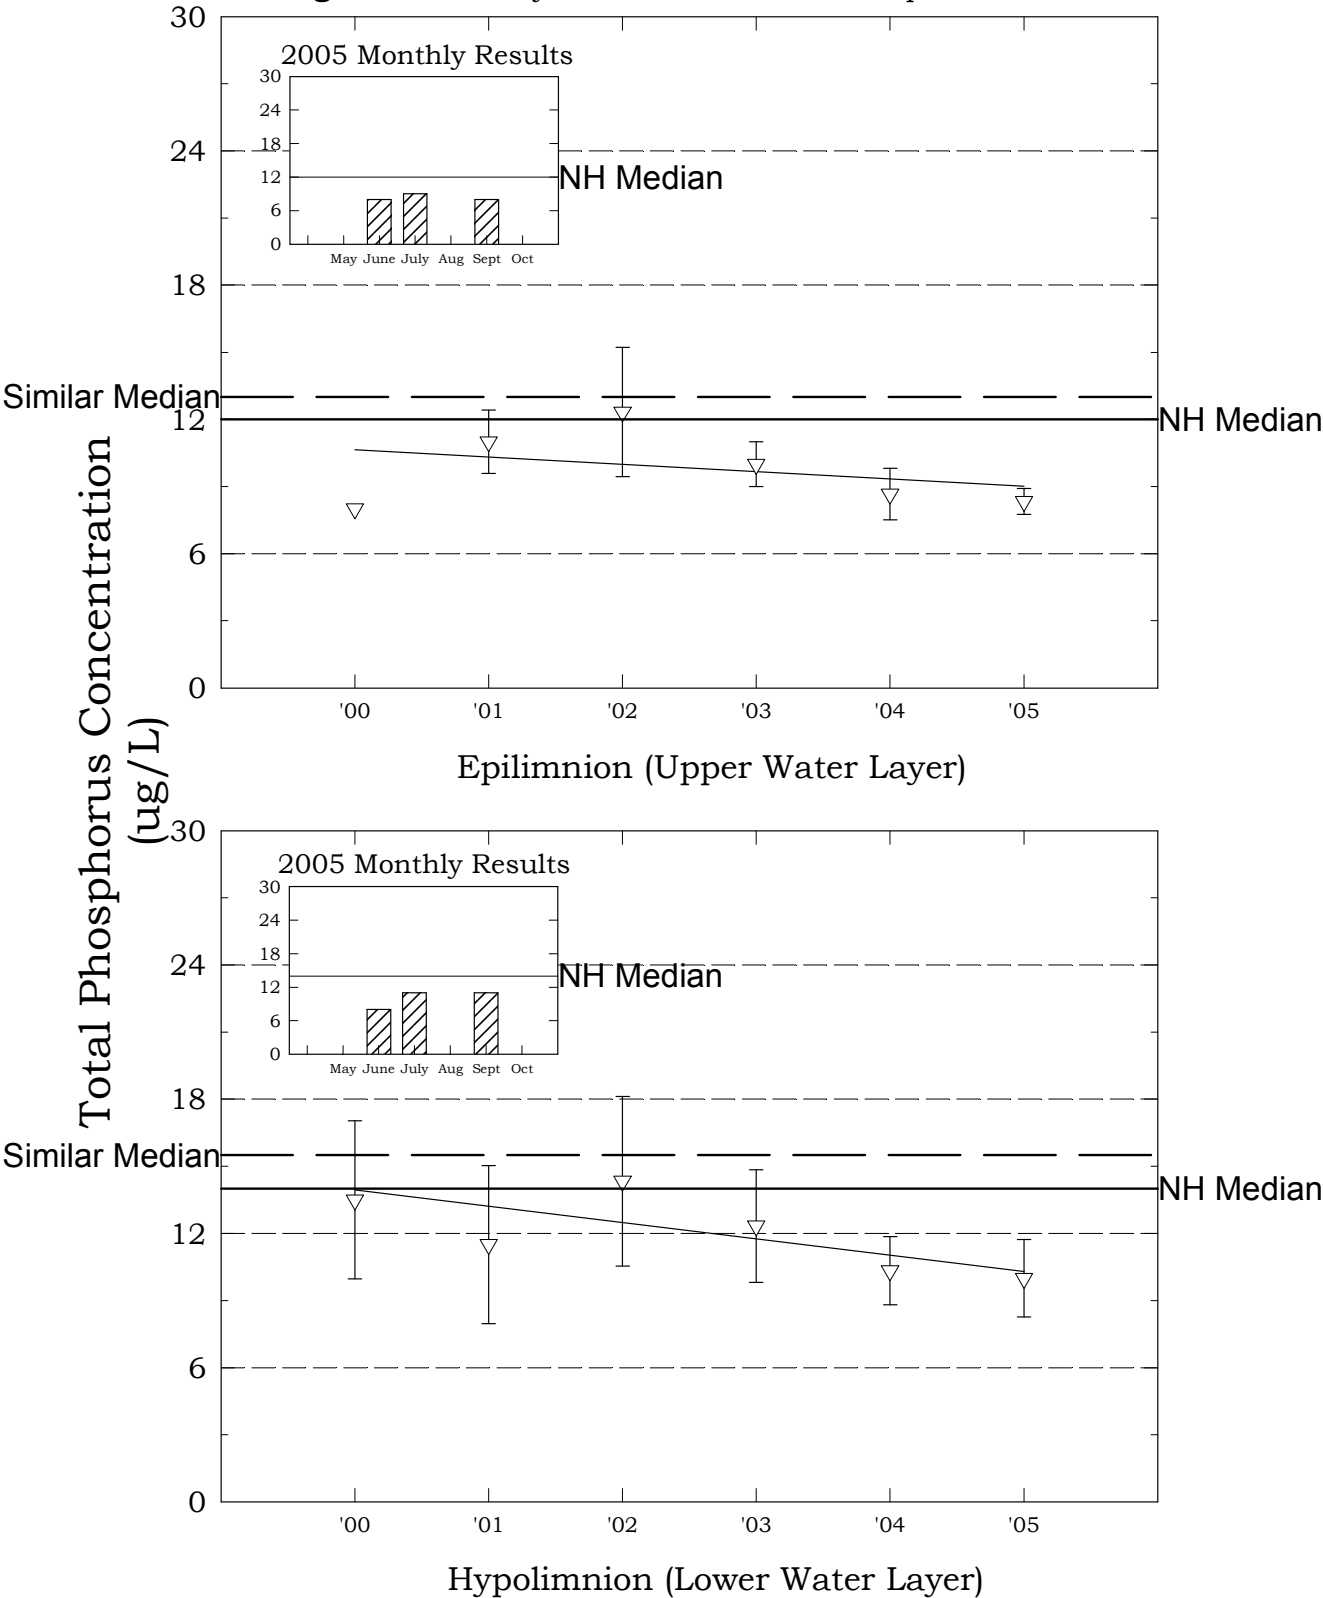 30
2005 Monthly Results
30
24
18
12
6
0
NH Median
May June July Aug Sept Oct
24
18
Similar Median
12
NH Median
6
0
'00 '01 '02 '03 '04 '05
Epilimnion (Upper Water Layer)
Total Phosphorus Concentration
(ug/L)
30
2005 Monthly Results
30
24
18
12
6
0
NH Median
May June July Aug Sept Oct
24
18
Similar Median
NH Median
12
6
0
'00 '01 '02 '03 '04 '05
Hypolimnion (Lower Water Layer)